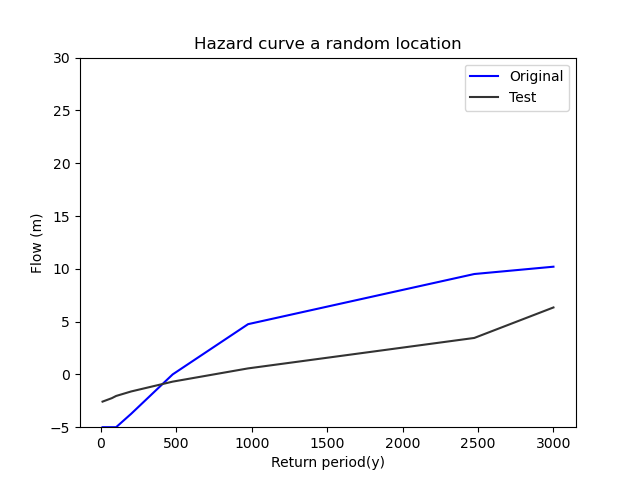 Hazard curve a random location
Original
Test
30
25
20
15
10
5
0
−5
Flow (m)
0 500 1000 1500 2000 2500 3000
Return period(y)